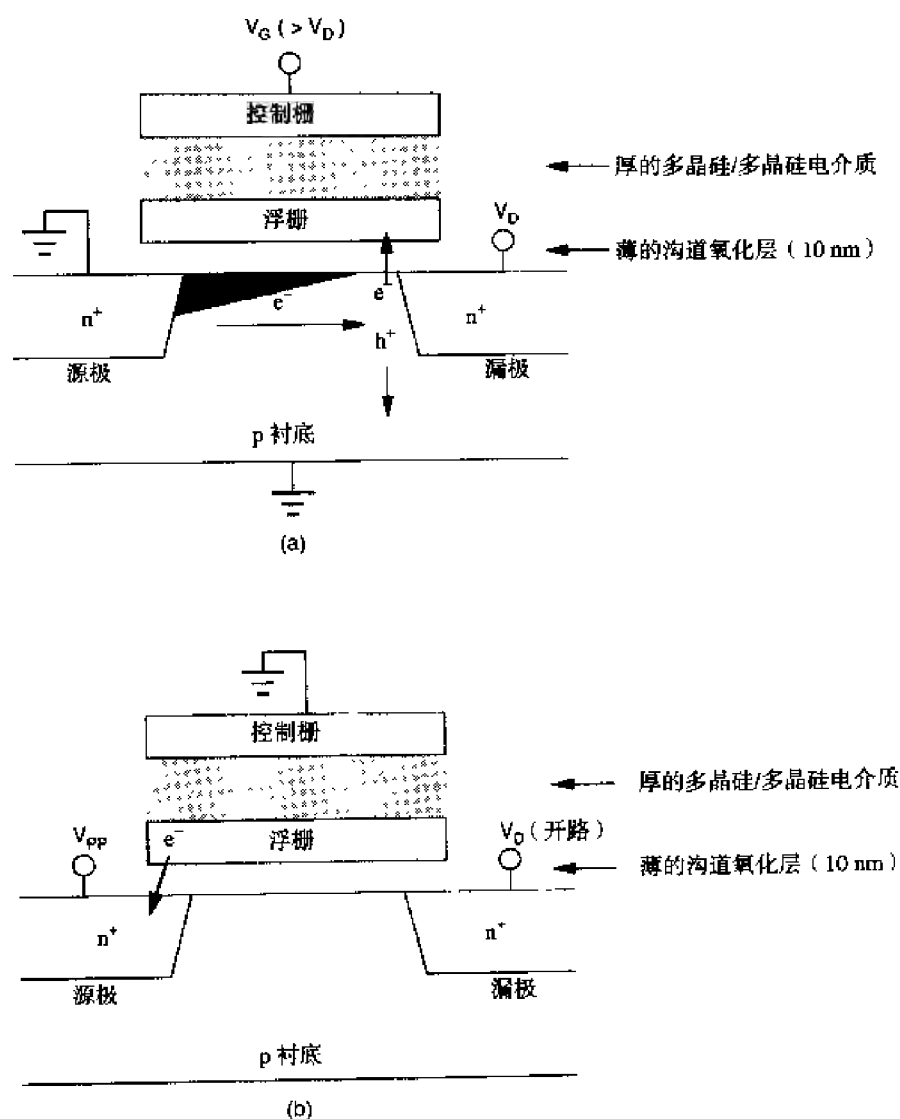 V_G ( > V_D )
控制栅
厚的多晶硅/多晶硅电介质
浮栅
V_D
薄的沟道氧化层 ( 10 nm )
n⁺
e⁻
e⁻
n⁺
h⁺
源极
漏极
p 衬底
(a)
控制栅
厚的多晶硅/多晶硅电介质
V_pp
e⁻
浮栅
V_D ( 开路 )
薄的沟道氧化层 ( 10 nm )
n⁺
n⁺
源极
漏极
p 衬底
(b)